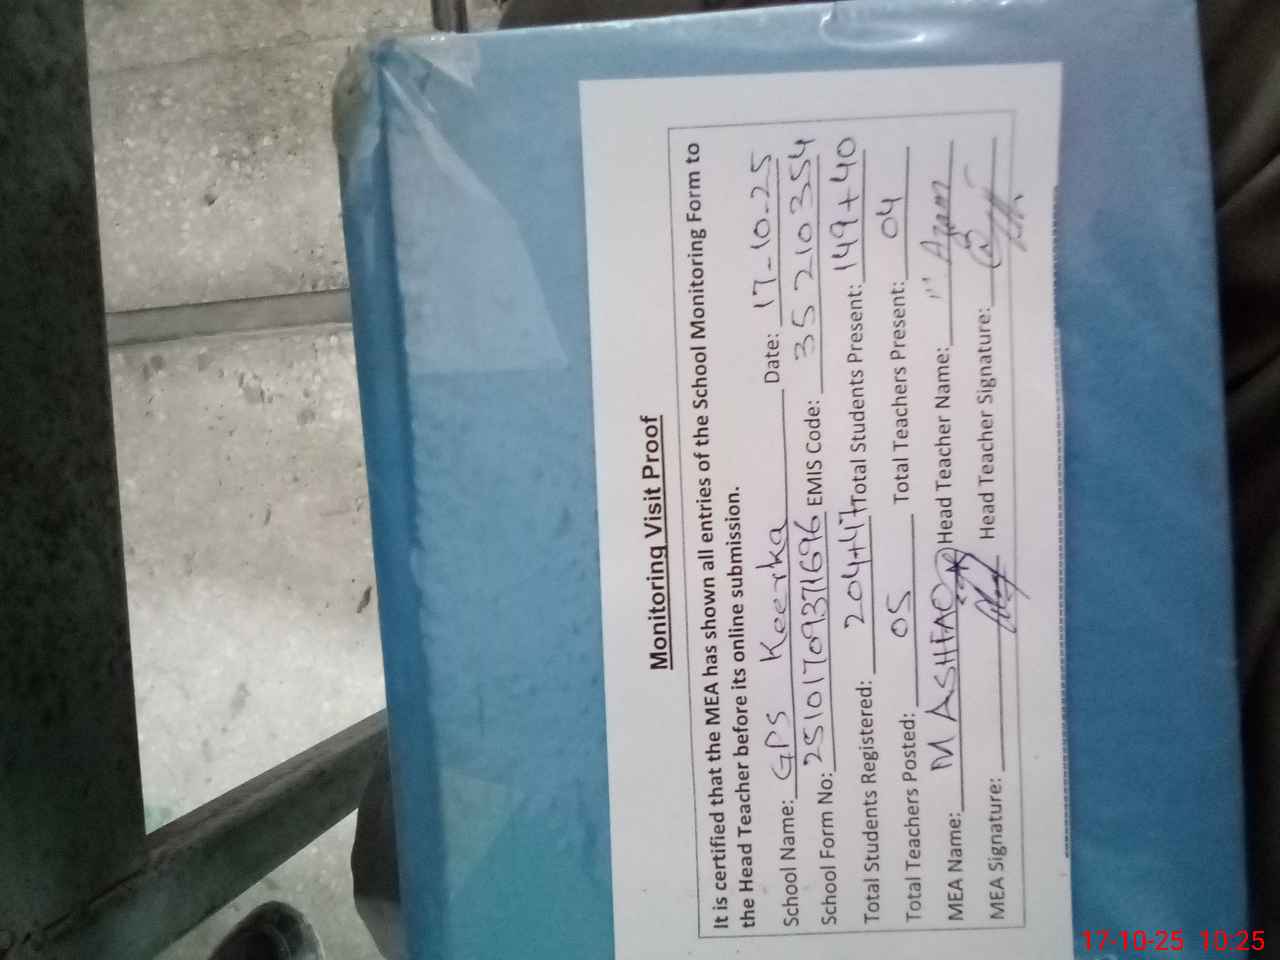 Monitoring Visit Proof
It is certified that the MEA has shown all entries of the School Monitoring Form to
the Head Teacher before its online submission.
School Name: GPS Keerka Date: 17-10-25
School Form No: 25101709371696 EMIS Code: 35210354
Total Students Registered: 204+47 Total Students Present: 149+40
Total Teachers Posted: 05 Total Teachers Present: 04
MEA Name: M ASHFAQ Head Teacher Name: Azam
MEA Signature: Head Teacher Signature:
17-10-25 10:25